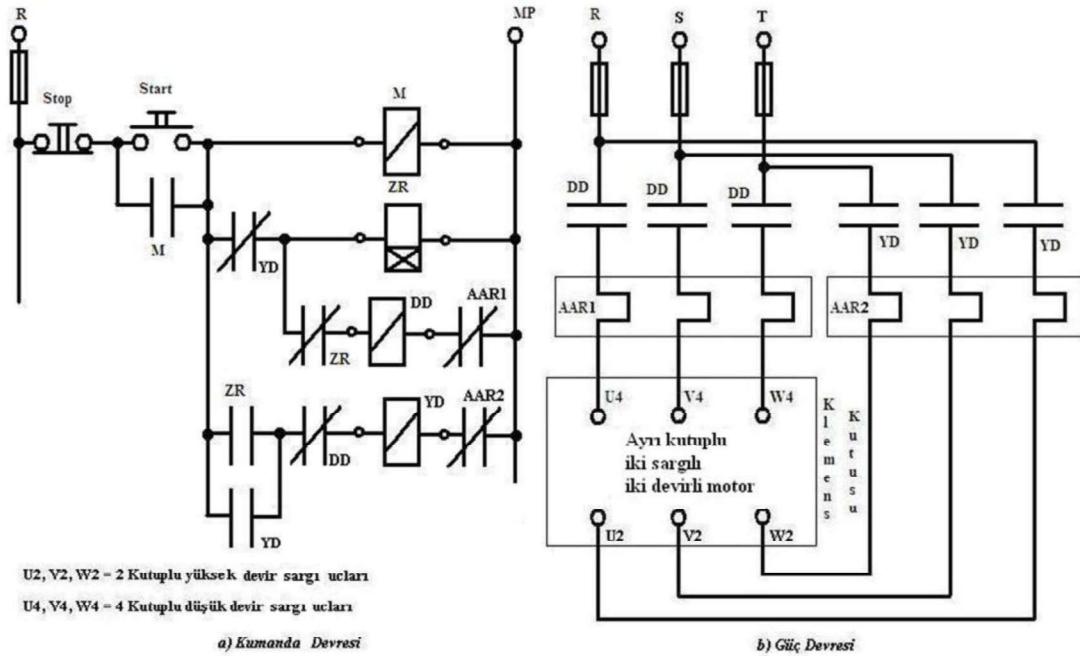 R
MP
Stop
Start
M
M
ZR
YD
DD
AAR1
ZR
ZR
YD
AAR2
DD
YD
U2, V2, W2 = 2 Kutuplu yüksek devir sargı uçları
U4, V4, W4 = 4 Kutuplu düşük devir sargı uçları
a) Kumanda Devresi
R
S
T
DD
DD
DD
YD
YD
YD
AAR1
AAR2
U4
V4
W4
Ayrı kutuplu
iki sargılı
iki devirli motor
Klemens
Kutusu
U2
V2
W2
b) Güç Devresi